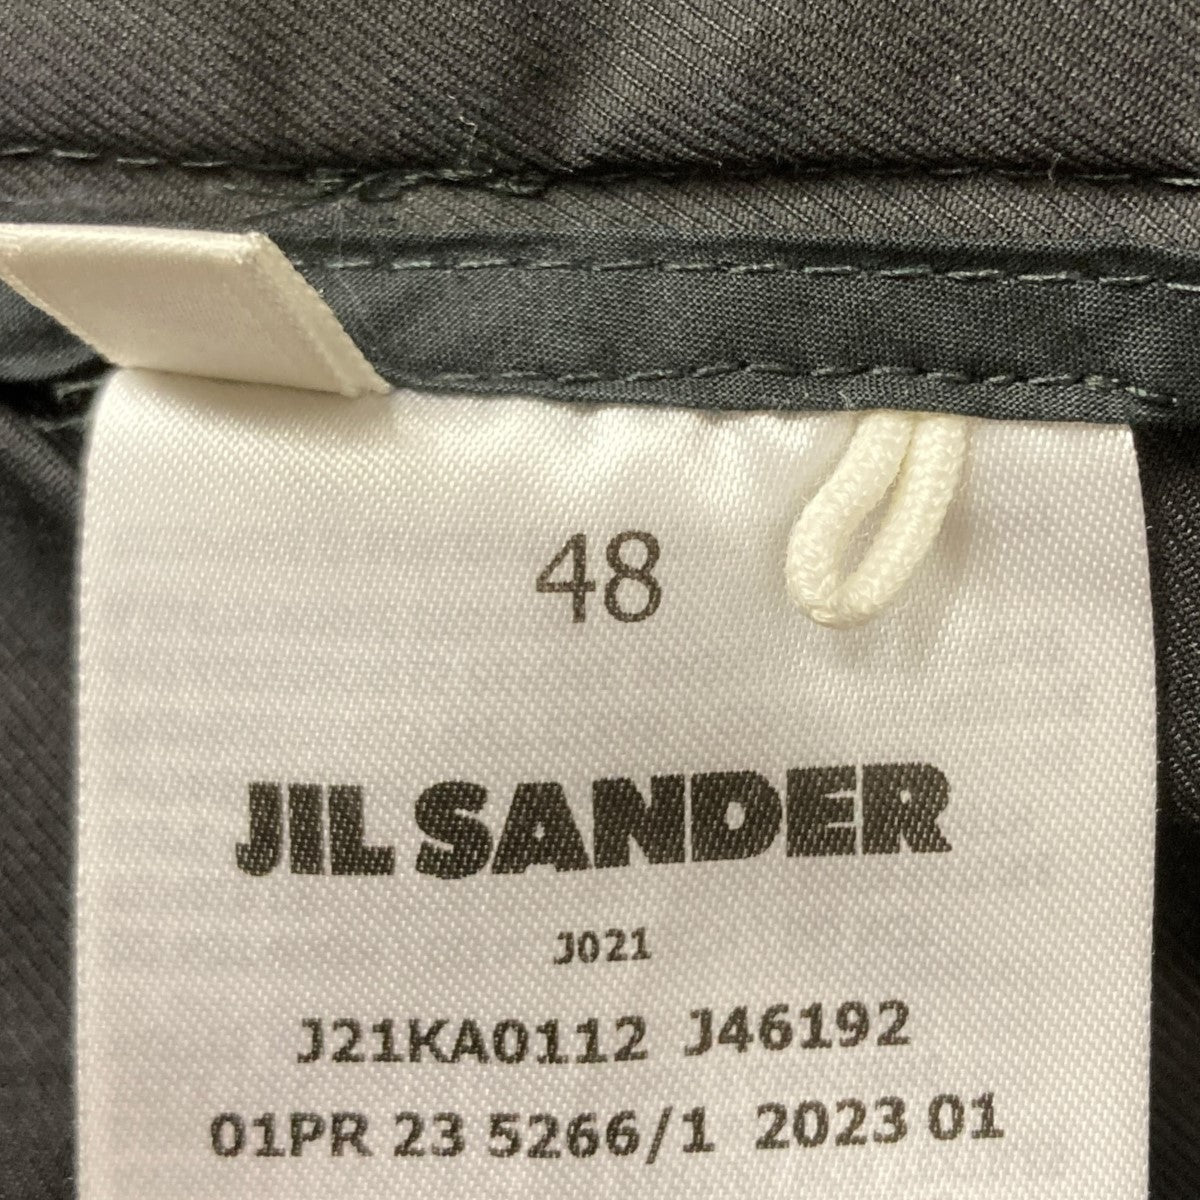 48
JIL SANDER
J021
J21KA0112 J46192
01PR 23 5266/1 2023 01